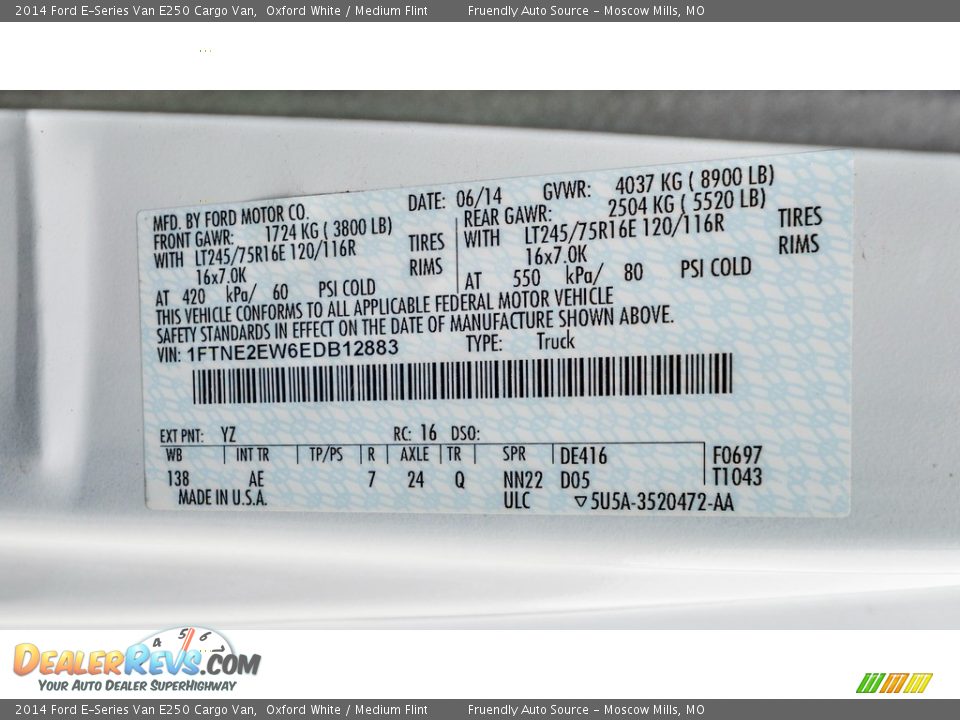 2014 Ford E-Series Van E250 Cargo Van, Oxford White / Medium Flint Fruendly Auto Source - Moscow Mills, MO
MFD. BY FORD MOTOR CO. DATE: 06/14 GVWR: 4037 KG ( 8900 LB)
FRONT GAWR: 1724 KG ( 3800 LB) REAR GAWR: 2504 KG ( 5520 LB)
WITH LT245/75R16E 120/116R TIRES WITH LT245/75R16E 120/116R TIRES
16x7.0K RIMS 16x7.0K RIMS
AT 420 kPa/ 60 PSI COLD AT 550 kPa/ 80 PSI COLD
THIS VEHICLE CONFORMS TO ALL APPLICABLE FEDERAL MOTOR VEHICLE
SAFETY STANDARDS IN EFFECT ON THE DATE OF MANUFACTURE SHOWN ABOVE.
VIN: 1FTNE2EW6EDB12883 TYPE: Truck
EXT PNT: YZ RC: 16 DSO:
WB INT TR TP/PS R AXLE TR SPR DE416 F0697
138 AE 7 24 Q NN22 D05 T1043
MADE IN U.S.A. ULC ▽5U5A-3520472-AA
4 5 6 7
DEALERREVS.COM
YOUR AUTO DEALER SUPERHIGHWAY
2014 Ford E-Series Van E250 Cargo Van, Oxford White / Medium Flint Fruendly Auto Source - Moscow Mills, MO